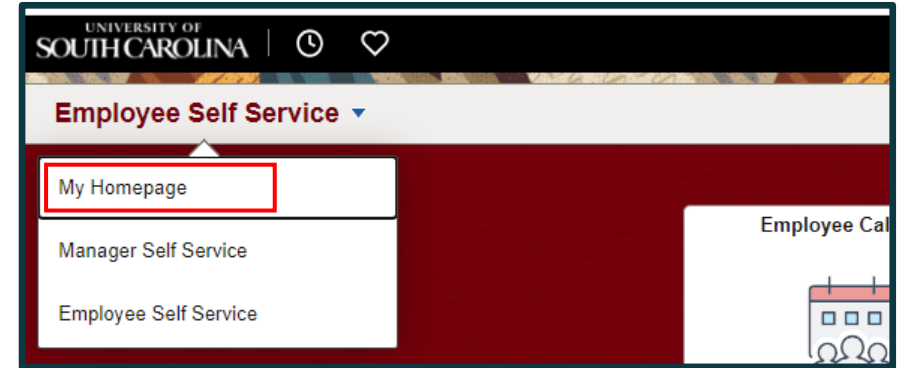 UNIVERSITY OF
SOUTH CAROLINA
Employee Self Service
My Homepage
Manager Self Service
Employee Self Service
Employee Cal